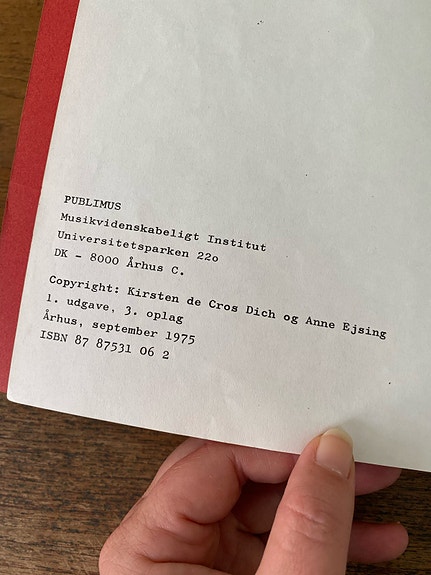 PUBLIMUS
Musikvidenskabeligt Institut
Universitetsparken 22o
DK - 8000 Århus C.
Copyright: Kirsten de Cros Dich og Anne Ejsing
1. udgave, 3. oplag
Århus, september 1975
ISBN 87 87531 06 2